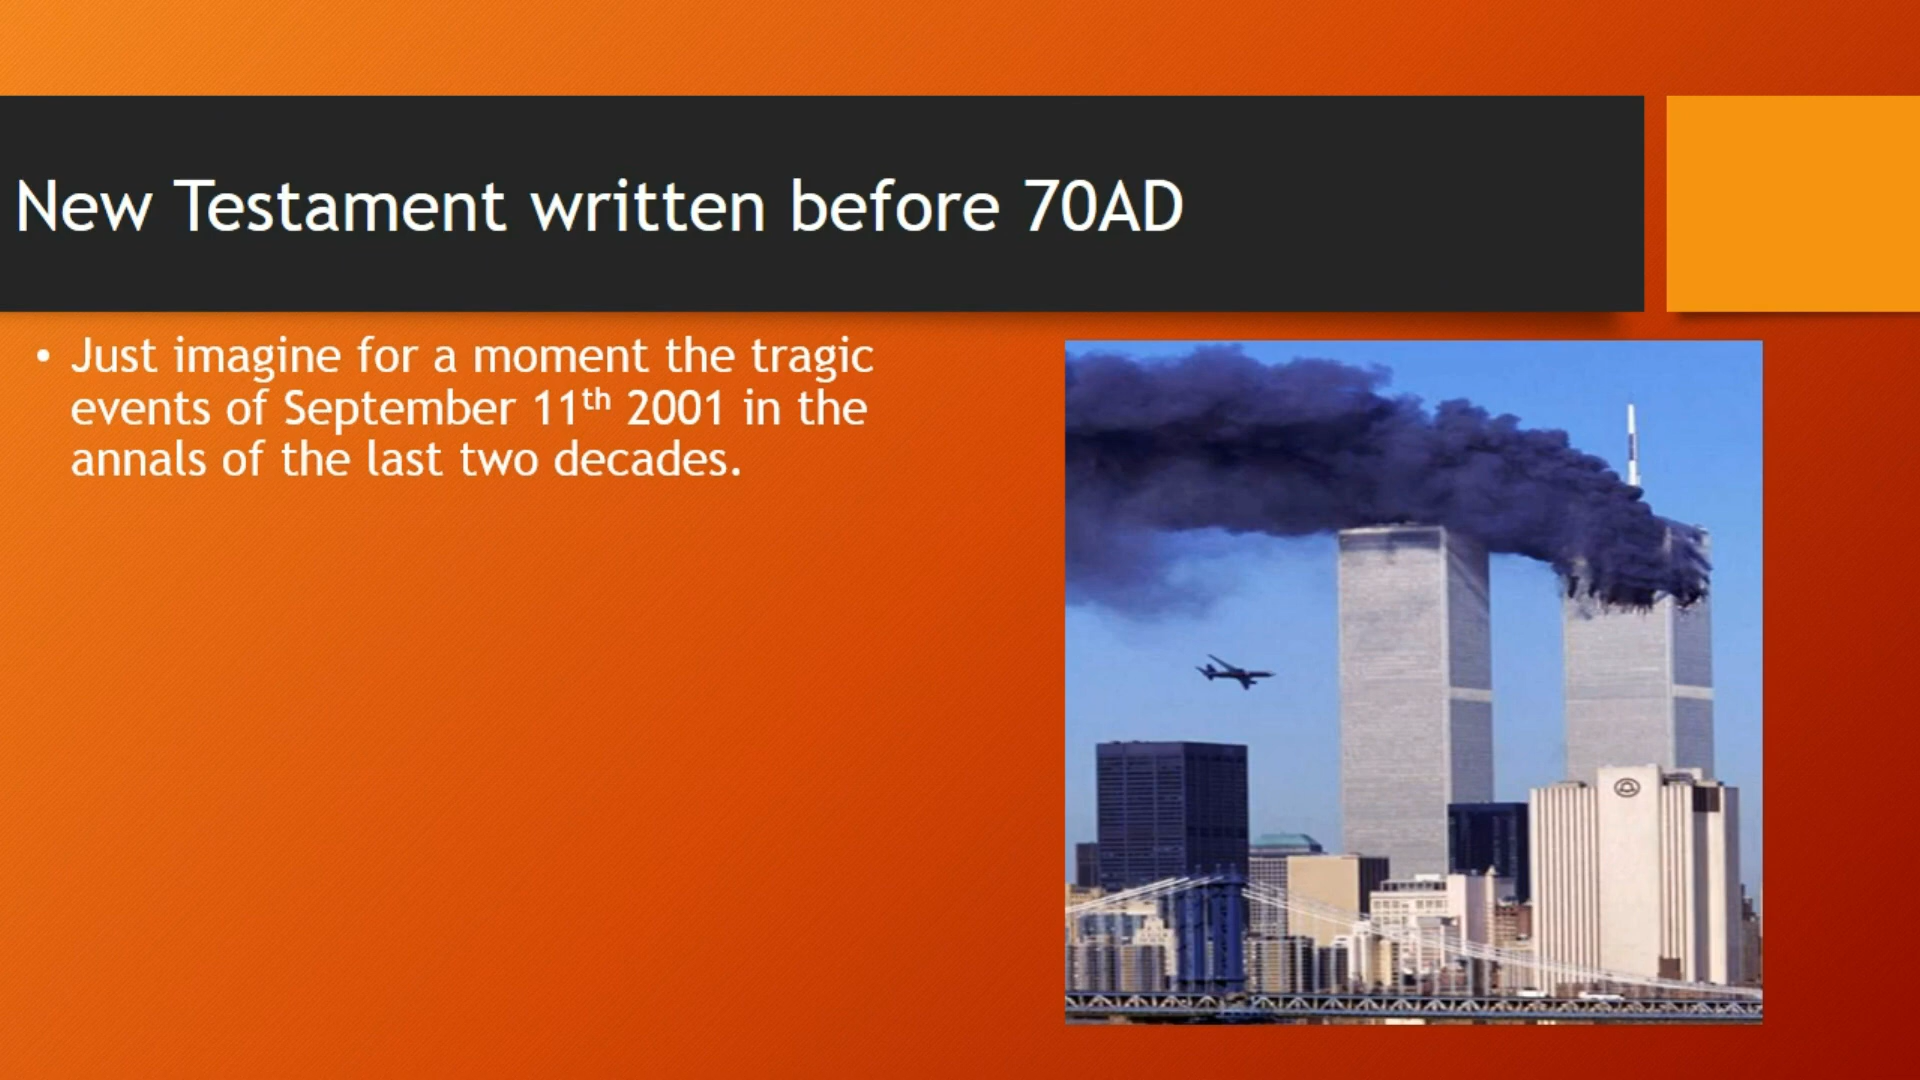 New Testament written before 70AD
• Just imagine for a moment the tragic
events of September 11th 2001 in the
annals of the last two decades.